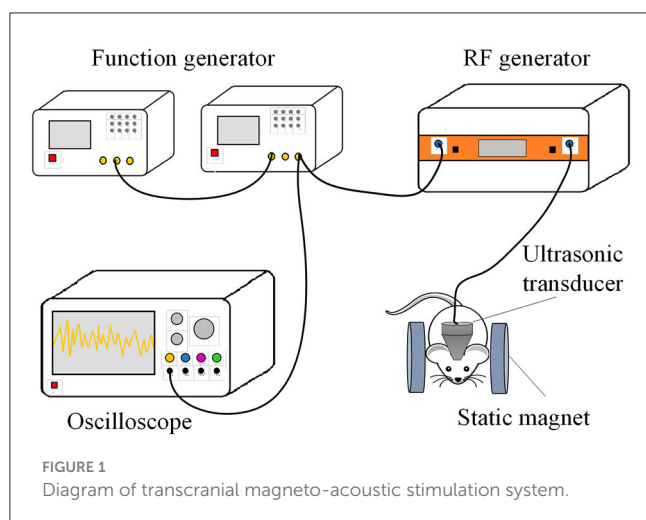 Function generator
RF generator
Ultrasonic
transducer
Oscilloscope
Static magnet
FIGURE 1
Diagram of transcranial magneto-acoustic stimulation system.